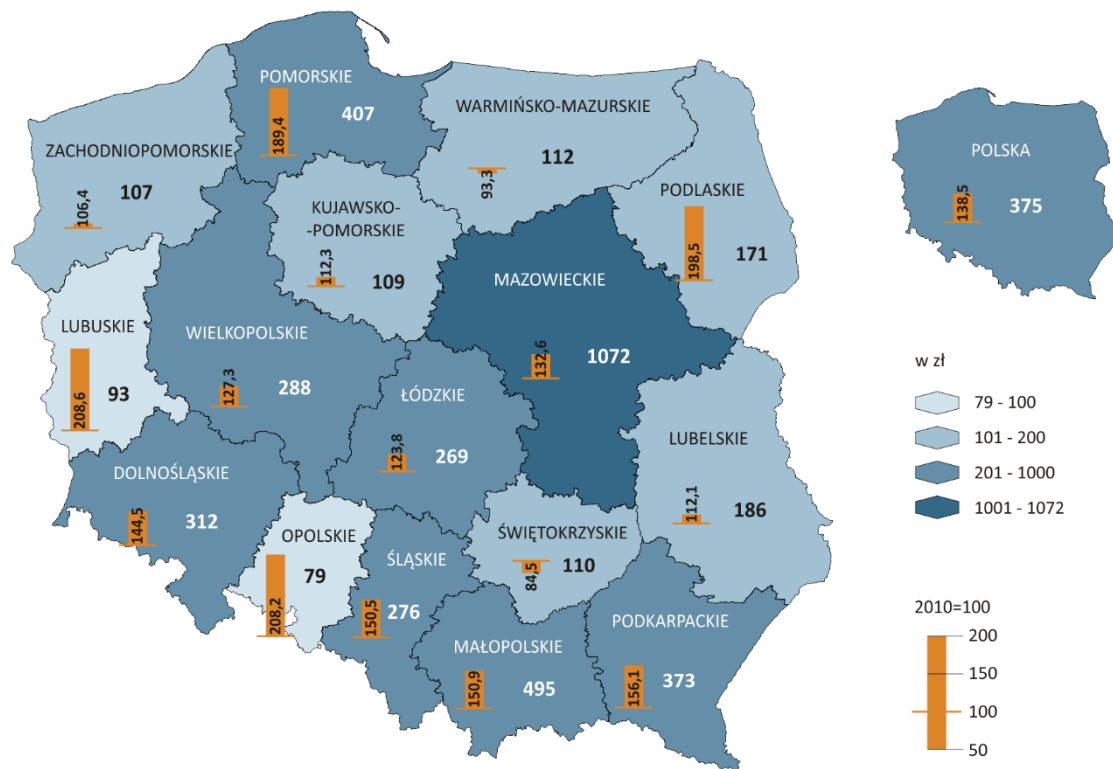 POMORSKIE
189,4
407
WARMIŃSKO-MAZURSKIE
93,3
112
ZACHODNIOPOMORSKIE
106,4
107
KUJAWSKO-
-POMORSKIE
112,3
109
PODLASKIE
198,5
171
MAZOWIECKIE
132,6
1072
LUBUSKIE
208,6
93
WIELKOPOLSKIE
127,3
288
ŁÓDZKIE
123,8
269
LUBELSKIE
112,1
186
DOLNOŚLĄSKIE
144,5
312
OPOLSKIE
208,2
79
ŚLĄSKIE
150,5
276
ŚWIĘTOKRZYSKIE
84,5
110
MAŁOPOLSKIE
150,9
495
PODKARPACKIE
156,1
373
POLSKA
138,5
375
w zł
79 - 100
101 - 200
201 - 1000
1001 - 1072
2010=100
200
150
100
50